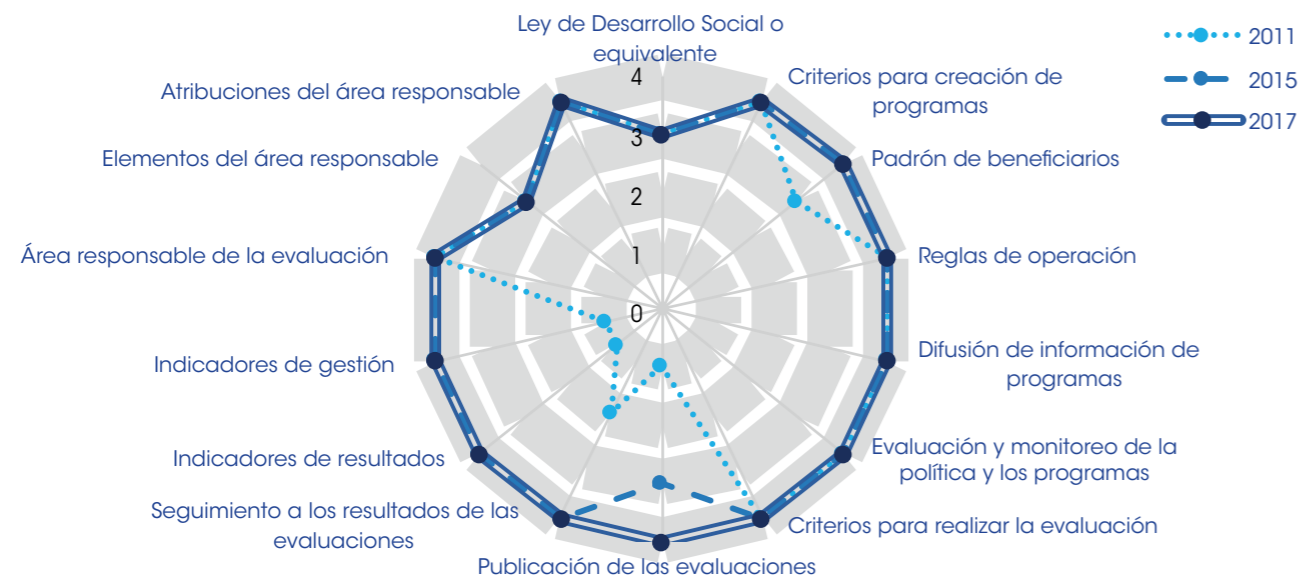 Ley de Desarrollo Social o
equivalente
Criterios para creación de
programas
Padrón de beneficiarios
Reglas de operación
Difusión de información de
programas
Evaluación y monitoreo de la
política y los programas
Criterios para realizar la evaluación
Publicación de las evaluaciones
Seguimiento a los resultados de las
evaluaciones
Indicadores de resultados
Indicadores de gestión
Área responsable de la evaluación
Elementos del área responsable
Atribuciones del área responsable
4
3
2
1
0
2011
2015
2017